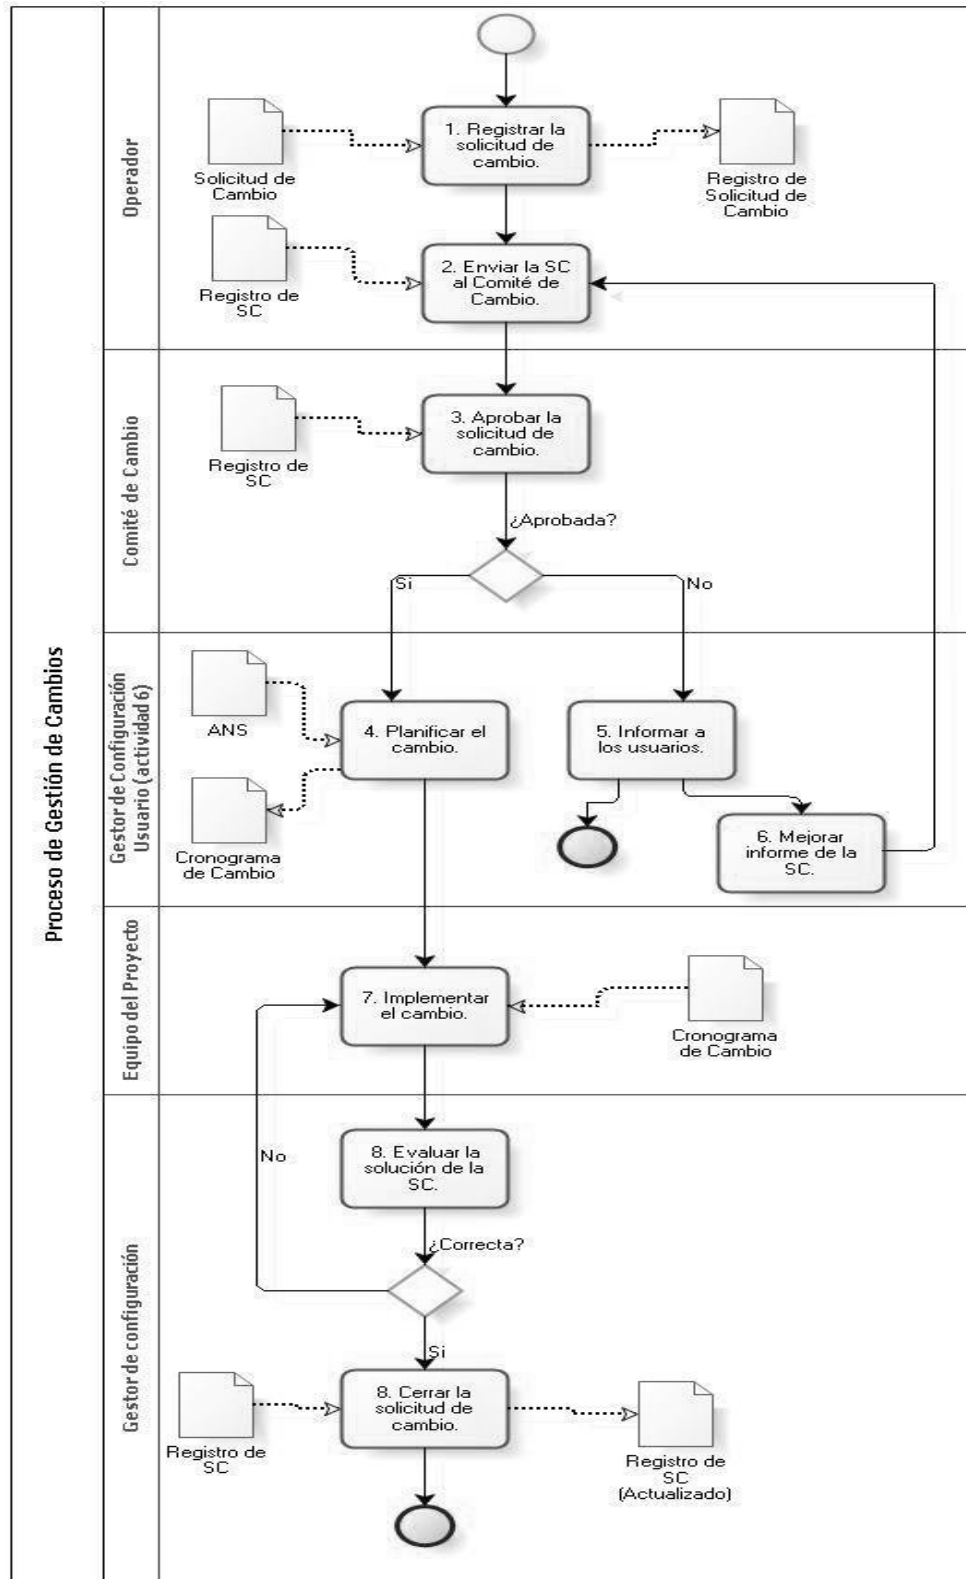 Proceso de Gestión de Cambios
Operador
1. Registrar la
solicitud de
cambio.
Solicitud de
Cambio
Registro de
Solicitud de
Cambio
2. Enviar la SC
al Comité de
Cambio.
Registro de
SC
Comité de Cambio
3. Aprobar la
solicitud de
cambio.
Registro de
SC
¿Aprobada?
Si
No
Gestor de Configuración
Usuario (actividad 6)
ANS
4. Planificar el
cambio.
5. Informar a
los usuarios.
Cronograma
de Cambio
6. Mejorar
informe de la
SC.
Equipo del Proyecto
7. Implementar
el cambio.
Cronograma
de Cambio
Gestor de configuración
No
8. Evaluar la
solución de la
SC.
¿Correcta?
Si
8. Cerrar la
solicitud de
cambio.
Registro de
SC
Registro de
SC
(Actualizado)